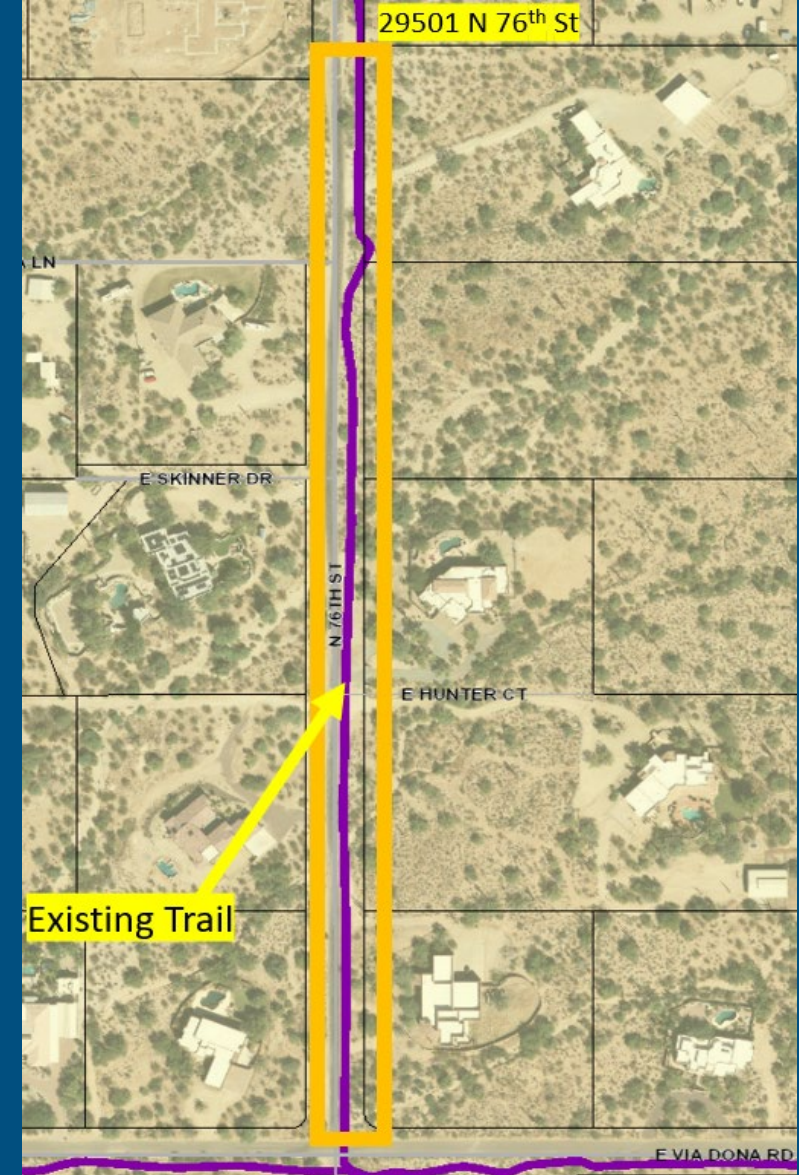 29501 N 76th St
LN
E SKINNER DR
N 76TH ST
E HUNTER CT
Existing Trail
E VIA DONA RD